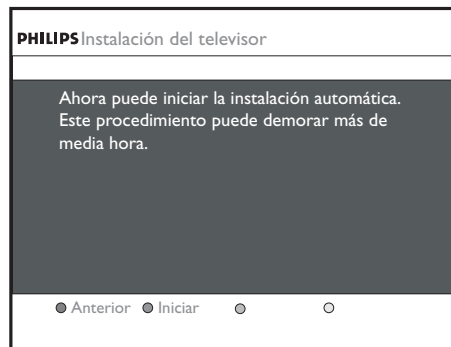 PHILIPS Instalación del televisor
Ahora puede iniciar la instalación automática.
Este procedimiento puede demorar más de
media hora.
Anterior Iniciar